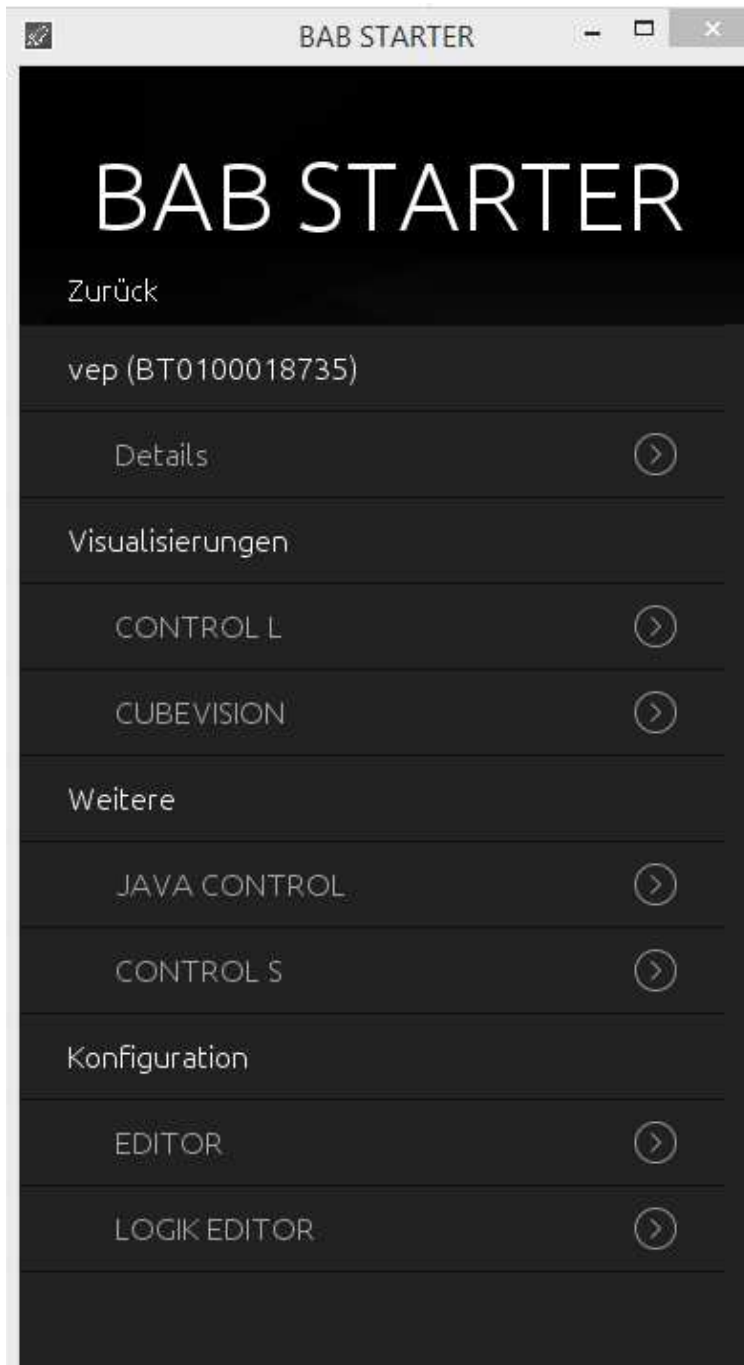 BAB STARTER
BAB STARTER
Zurück
vep (BT0100018735)
Details
Visualisierungen
CONTROL L
CUBEVISION
Weitere
JAVA CONTROL
CONTROL S
Konfiguration
EDITOR
LOGIK EDITOR